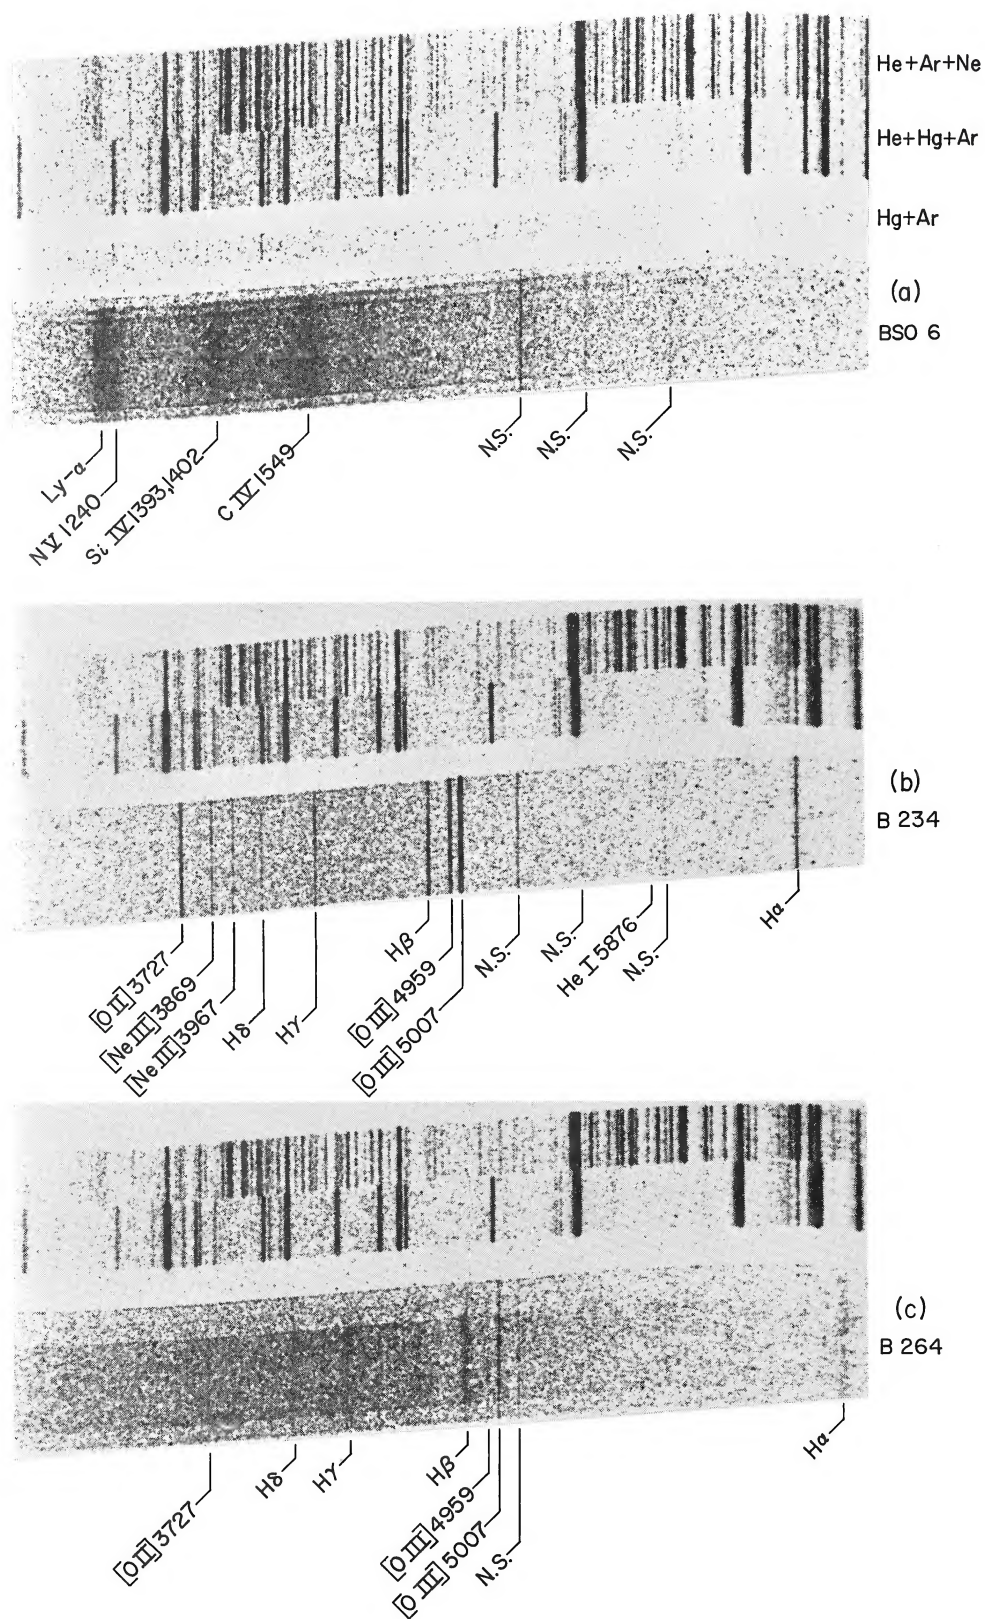 He+Ar+Ne
He+Hg+Ar
Hg+Ar
(a)
BSO 6
Ly-α
N V 1240
Si IV 1393,1402
C IV 1549
N.S.
N.S.
N.S.
(b)
B 234
[O II] 3727
[Ne III] 3869
[Ne III] 3967
Hδ
Hγ
Hβ
[O III] 4959
[O III] 5007
N.S.
N.S.
He I 5876
N.S.
Hα
(c)
B 264
[O II] 3727
Hδ
Hγ
Hβ
[O III] 4959
[O III] 5007
N.S.
Hα